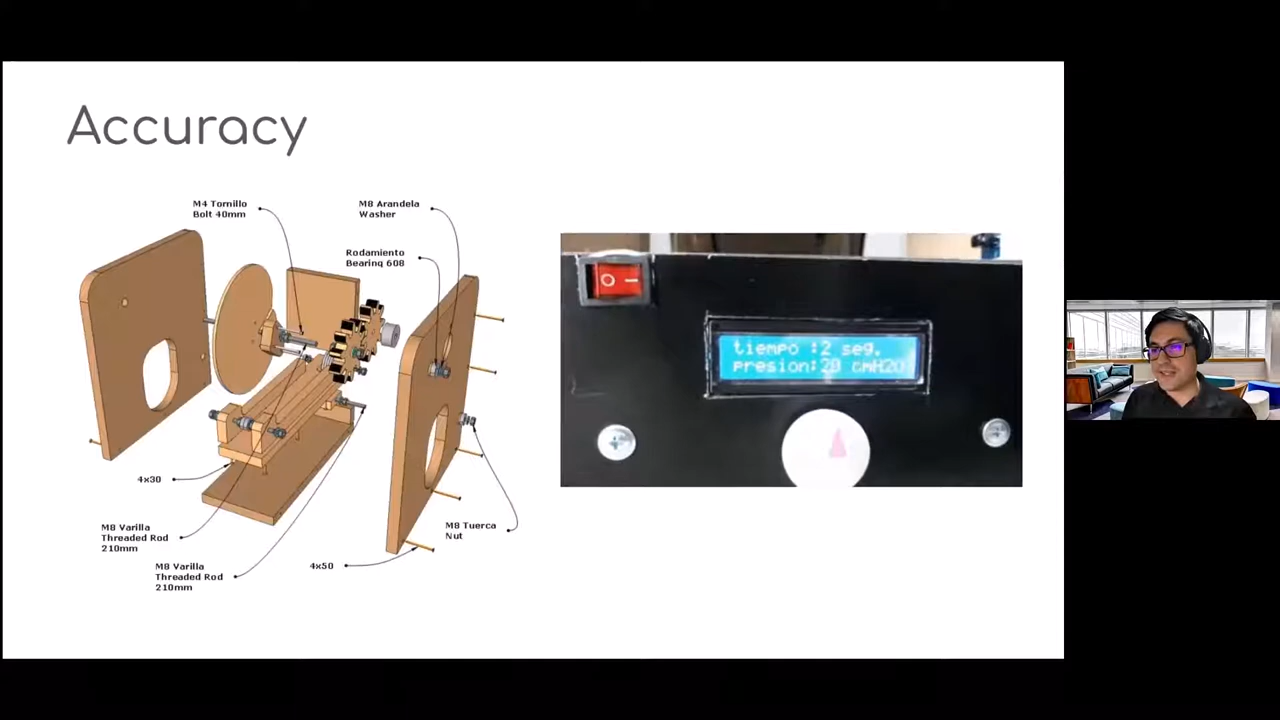 Accuracy
M4 Tornillo
Bolt 40mm
M8 Arandela
Washer
Rodamiento
Bearing 608
tiempo :2 seg.
presion:20 cmH2O
4x30
M8 Varilla
Threaded Rod
210mm
M8 Varilla
Threaded Rod
210mm
4x50
M8 Tuerca
Nut